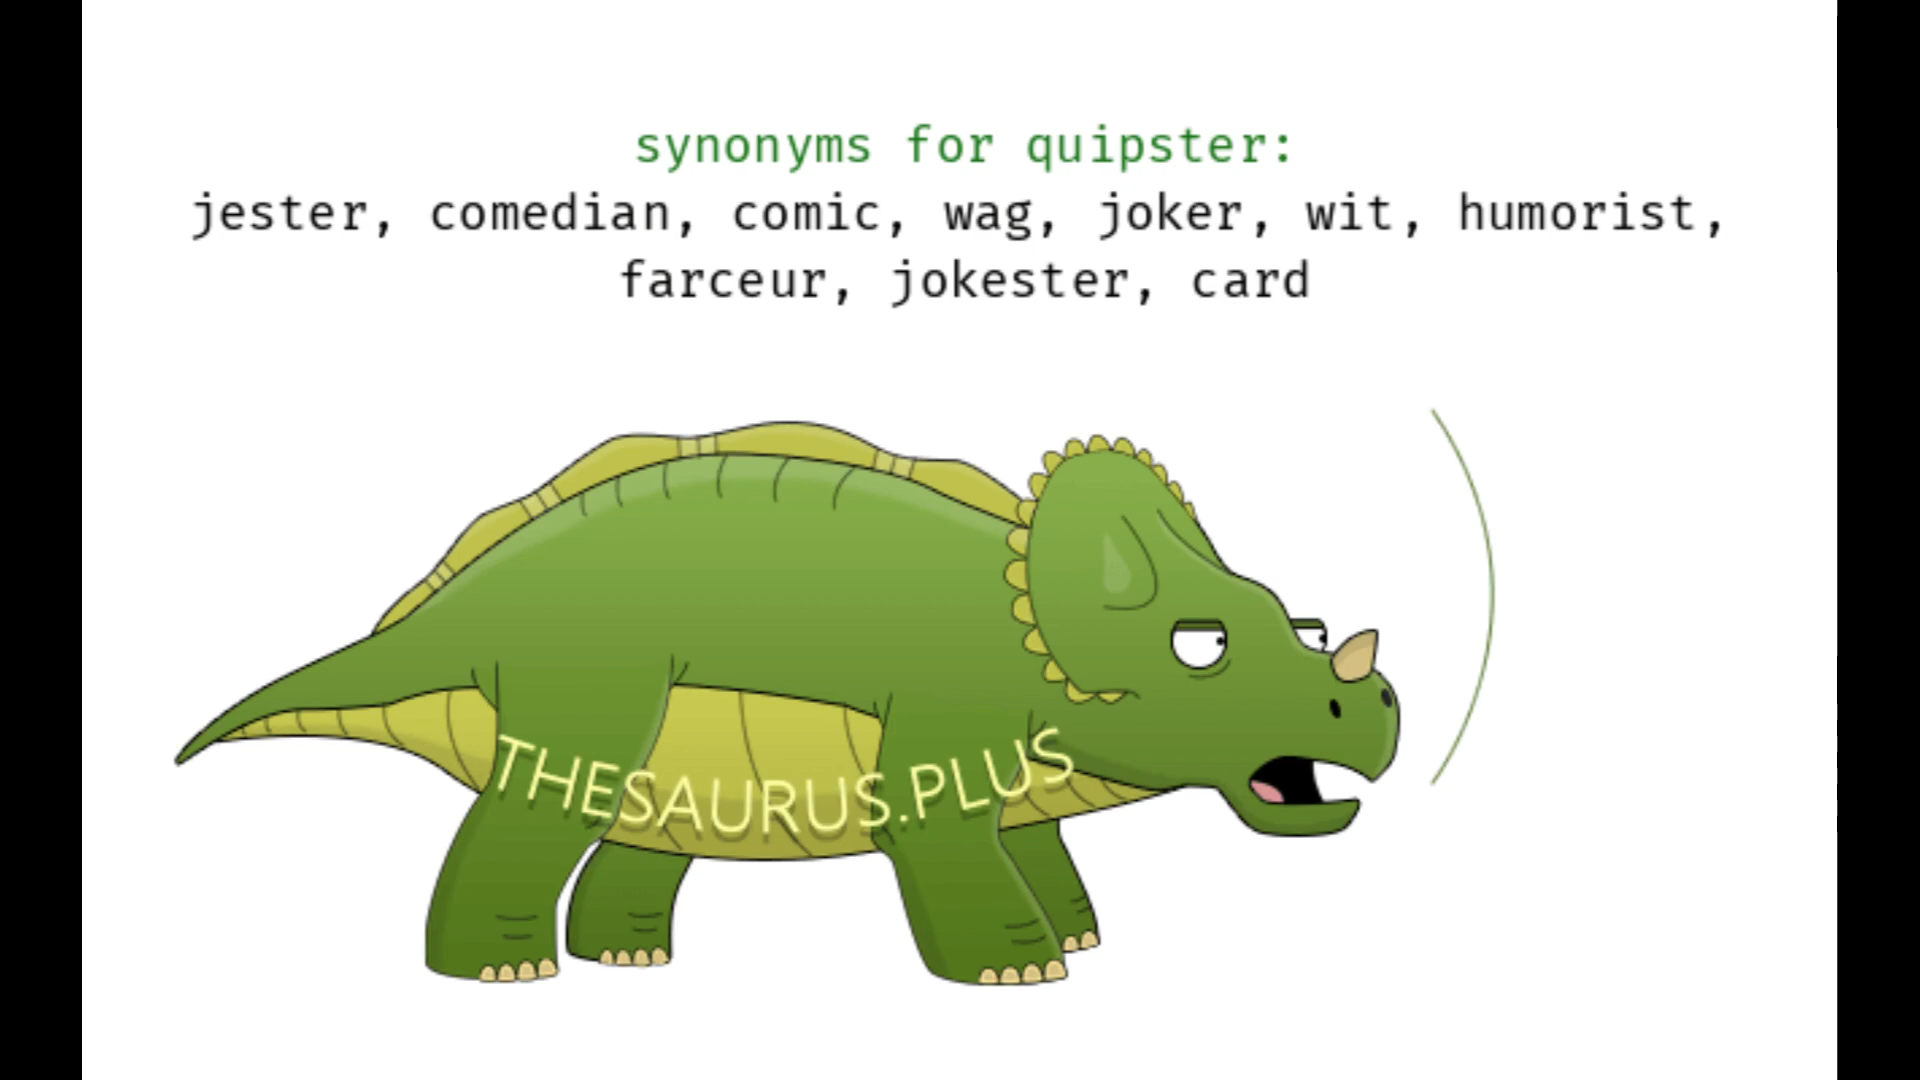 synonyms for quipster:
jester, comedian, comic, wag, joker, wit, humorist,
farceur, jokester, card
THESAURUS.PLUS